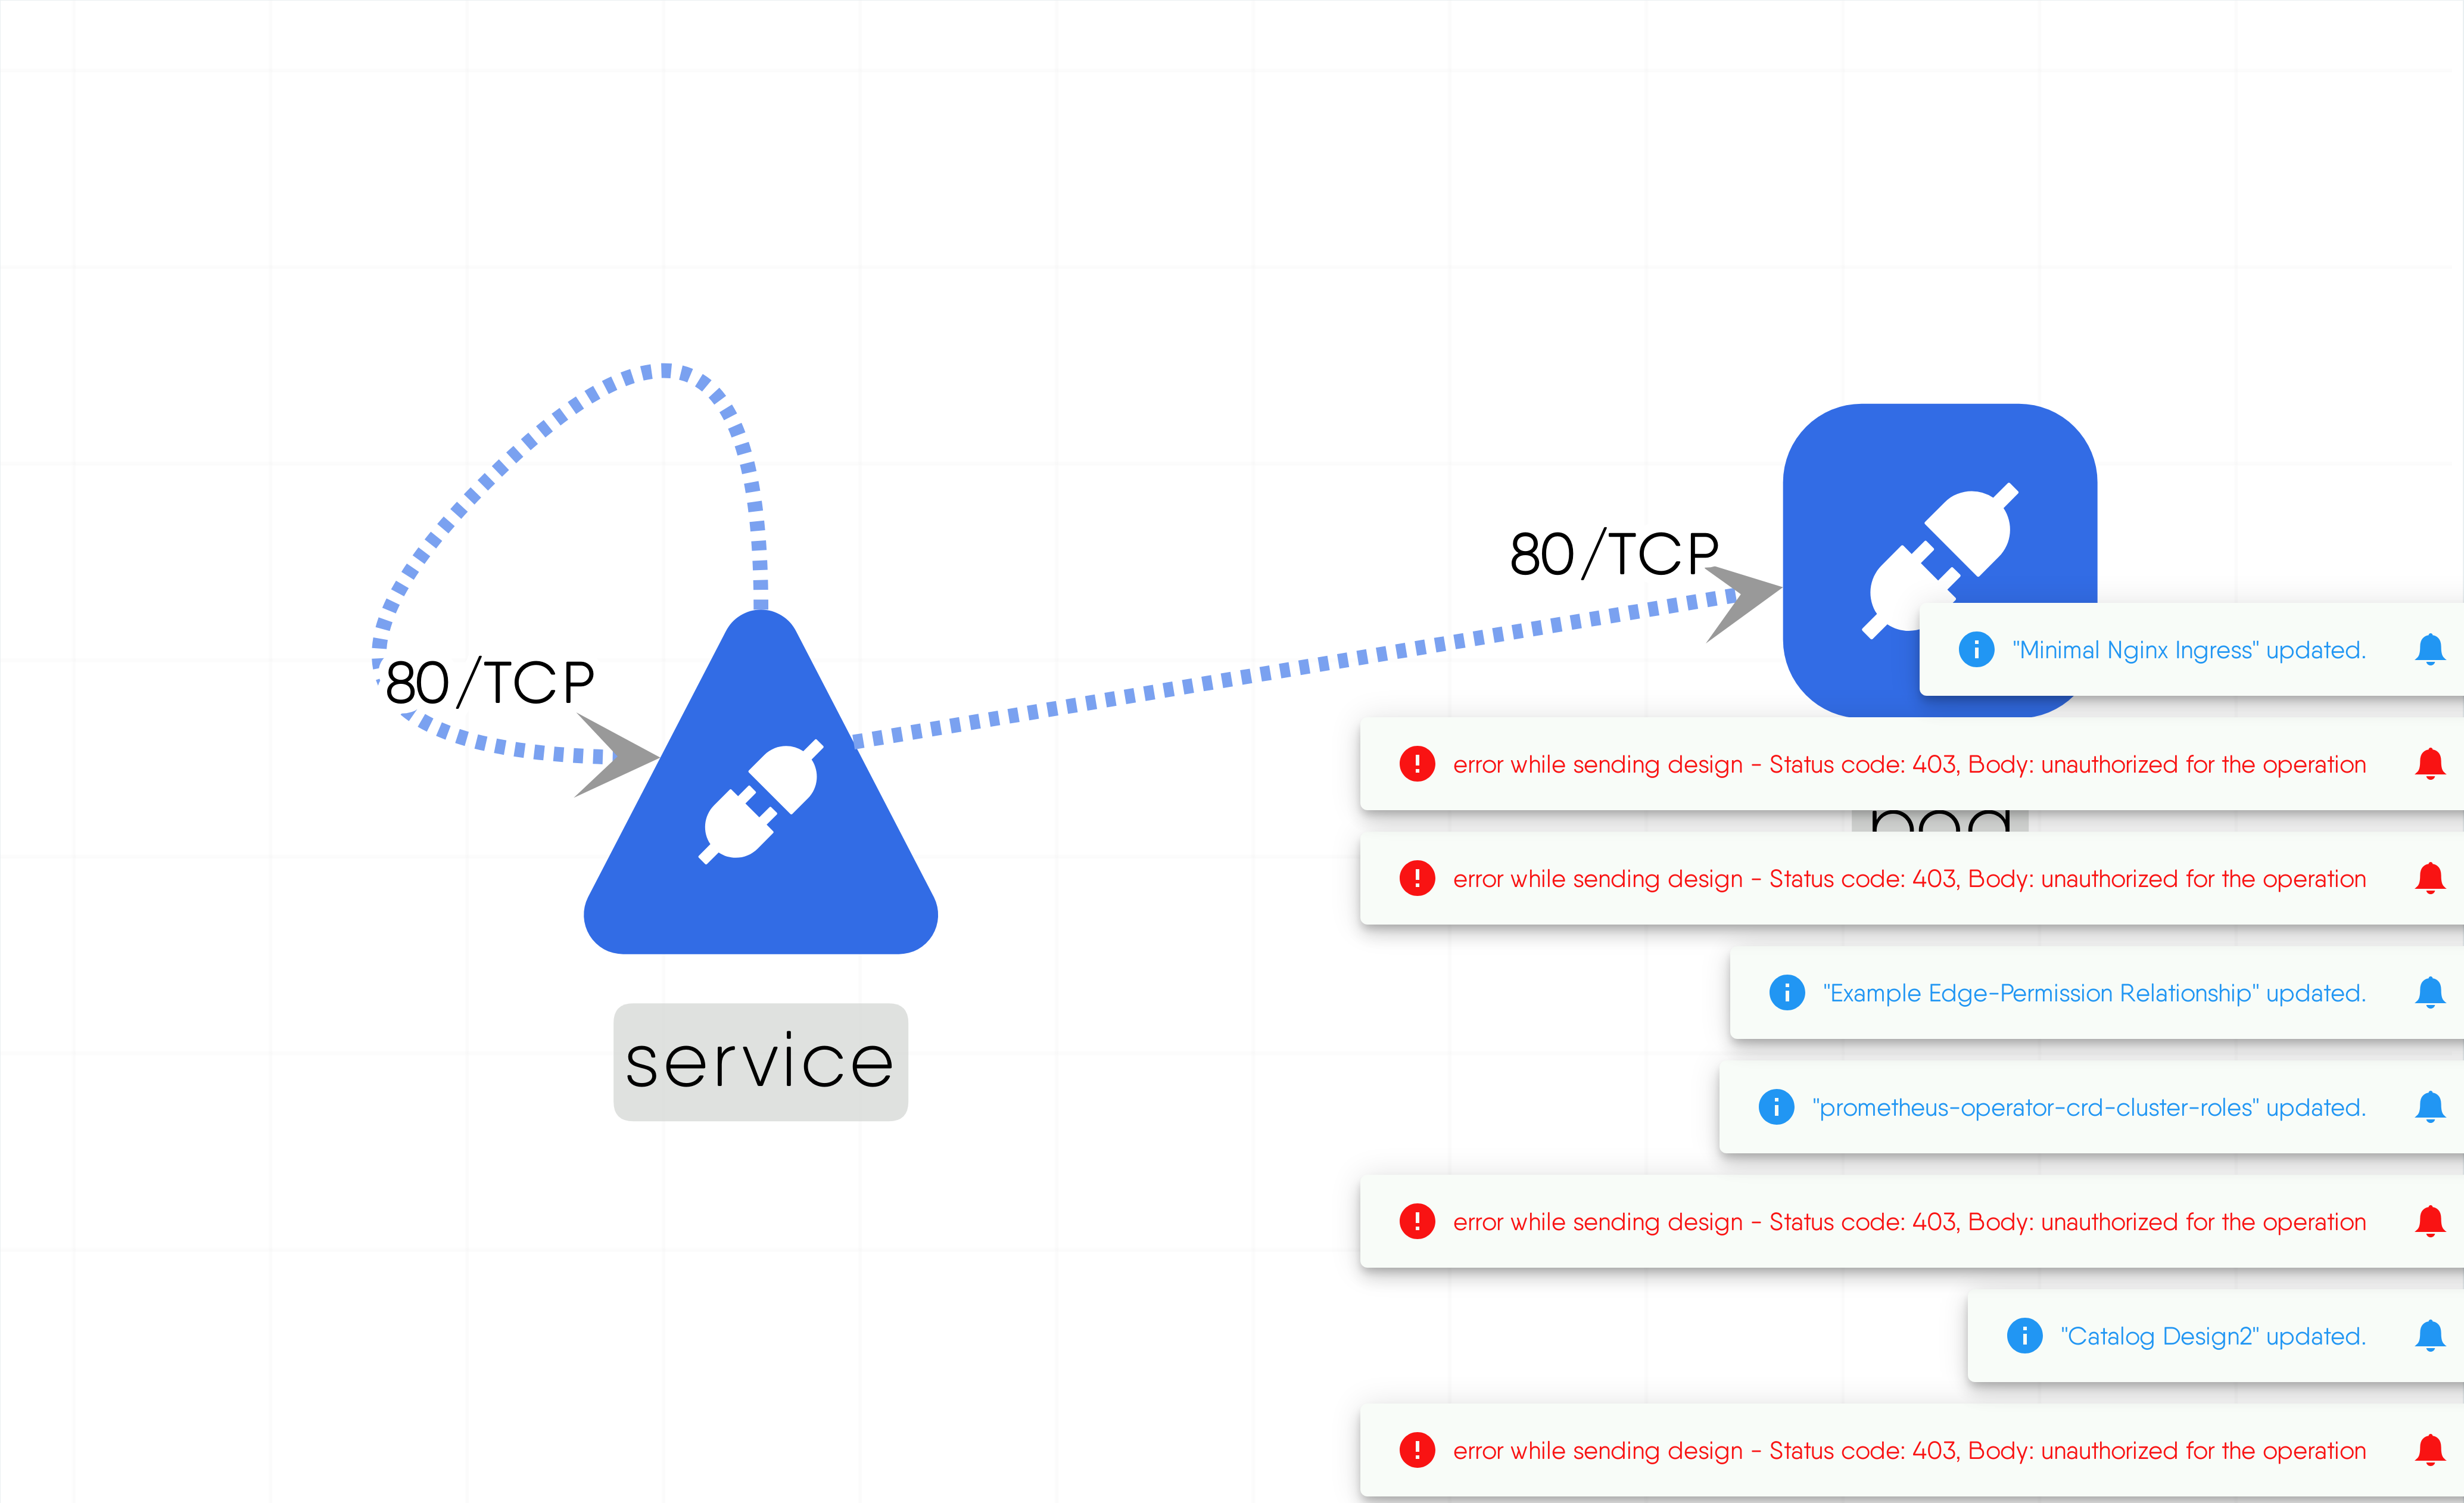 80/TCP
80/TCP
"Minimal Nginx Ingress" updated.
error while sending design - Status code: 403, Body: unauthorized for the operation
pod
error while sending design - Status code: 403, Body: unauthorized for the operation
"Example Edge-Permission Relationship" updated.
service
"prometheus-operator-crd-cluster-roles" updated.
error while sending design - Status code: 403, Body: unauthorized for the operation
"Catalog Design2" updated.
error while sending design - Status code: 403, Body: unauthorized for the operation